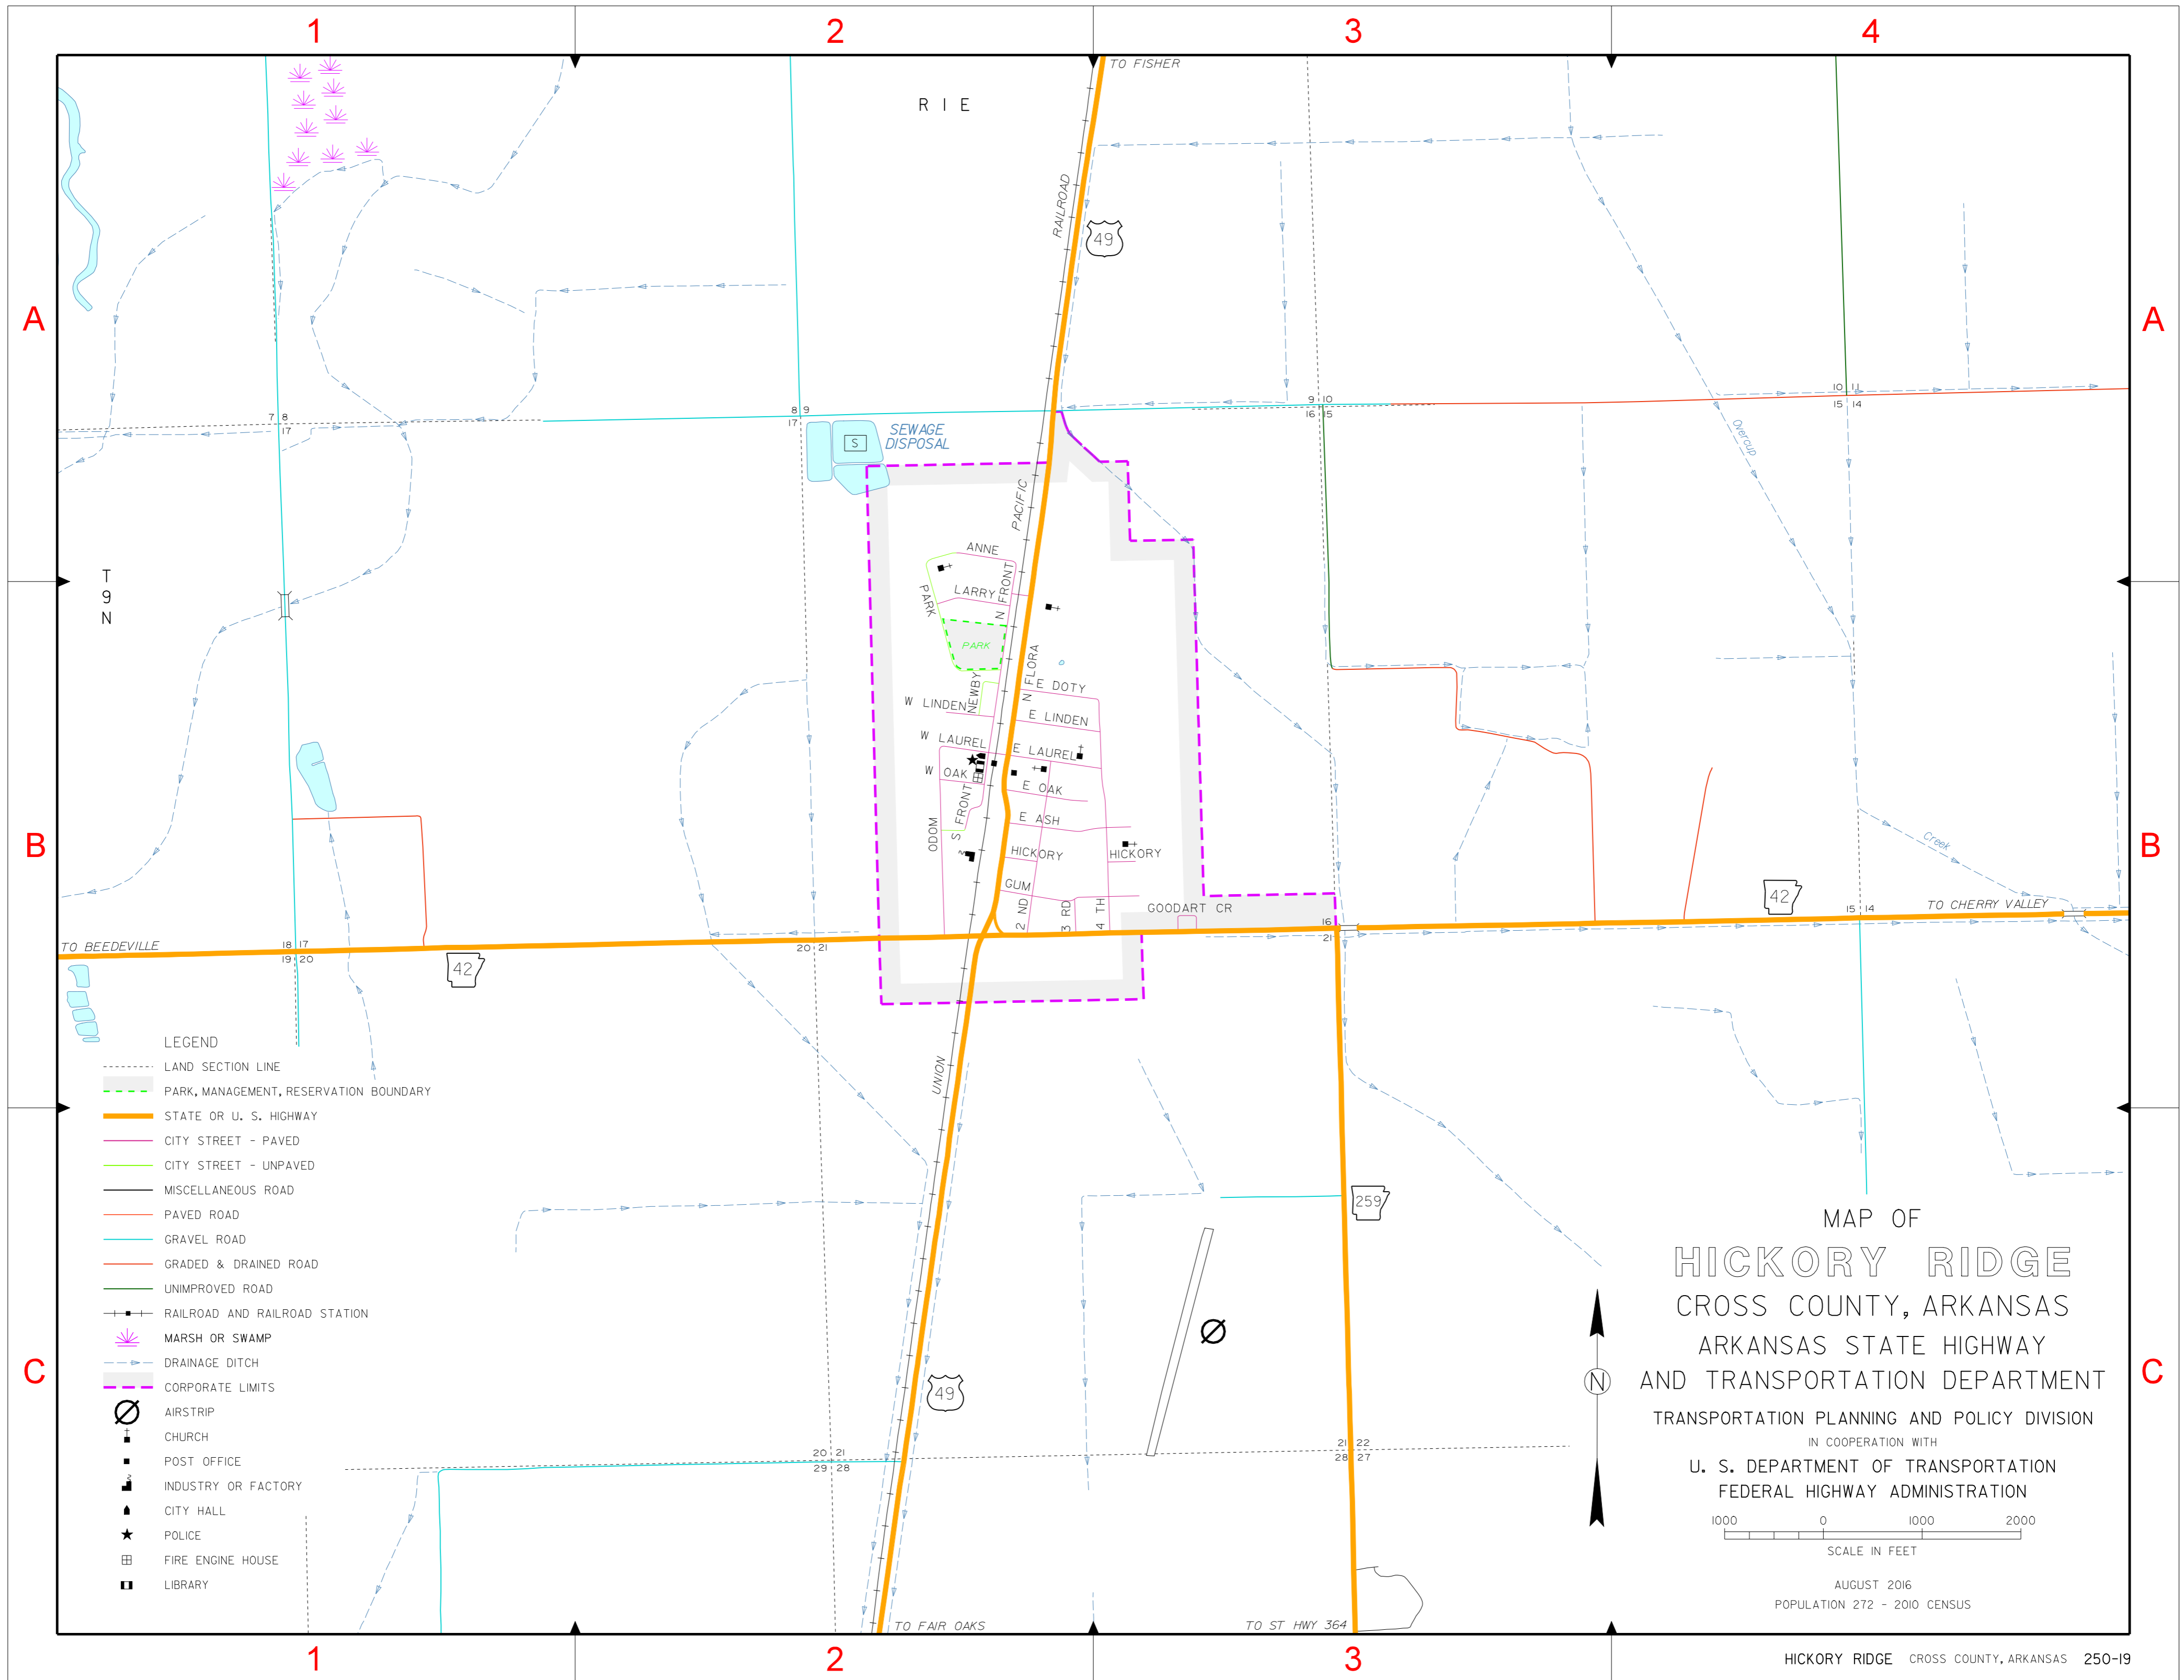 1
2
3
4
TO FISHER
R I E
RAILROAD
49
A
A
7 8
17
8 9
17
9 10
16 15
10 11
15 14
SEWAGE
DISPOSAL
S
Overcup
PACIFIC
T
9
N
ANNE
LARRY
PARK
N FRONT
PARK
NEWBY
N FLORA
E DOTY
W LINDEN
E LINDEN
W LAUREL
E LAUREL
W OAK
E OAK
S FRONT
E ASH
ODOM
HICKORY
HICKORY
GUM
2 ND
3 RD
4 TH
GOODART CR
B
B
Creek
42
TO CHERRY VALLEY
TO BEEDEVILLE
18 17
19 20
20 21
16
21
15 14
42
UNION
LEGEND
LAND SECTION LINE
PARK, MANAGEMENT, RESERVATION BOUNDARY
STATE OR U. S. HIGHWAY
CITY STREET - PAVED
CITY STREET - UNPAVED
MISCELLANEOUS ROAD
PAVED ROAD
GRAVEL ROAD
GRADED & DRAINED ROAD
UNIMPROVED ROAD
RAILROAD AND RAILROAD STATION
MARSH OR SWAMP
DRAINAGE DITCH
CORPORATE LIMITS
AIRSTRIP
CHURCH
POST OFFICE
INDUSTRY OR FACTORY
CITY HALL
POLICE
FIRE ENGINE HOUSE
LIBRARY
259
49
C
C
20 21
29 28
21 22
28 27
TO FAIR OAKS
TO ST HWY 364
N
MAP OF
HICKORY RIDGE
CROSS COUNTY, ARKANSAS
ARKANSAS STATE HIGHWAY
AND TRANSPORTATION DEPARTMENT
TRANSPORTATION PLANNING AND POLICY DIVISION
IN COOPERATION WITH
U. S. DEPARTMENT OF TRANSPORTATION
FEDERAL HIGHWAY ADMINISTRATION
1000 0 1000 2000
SCALE IN FEET
AUGUST 2016
POPULATION 272 - 2010 CENSUS
1
2
3
HICKORY RIDGE CROSS COUNTY, ARKANSAS 250-19